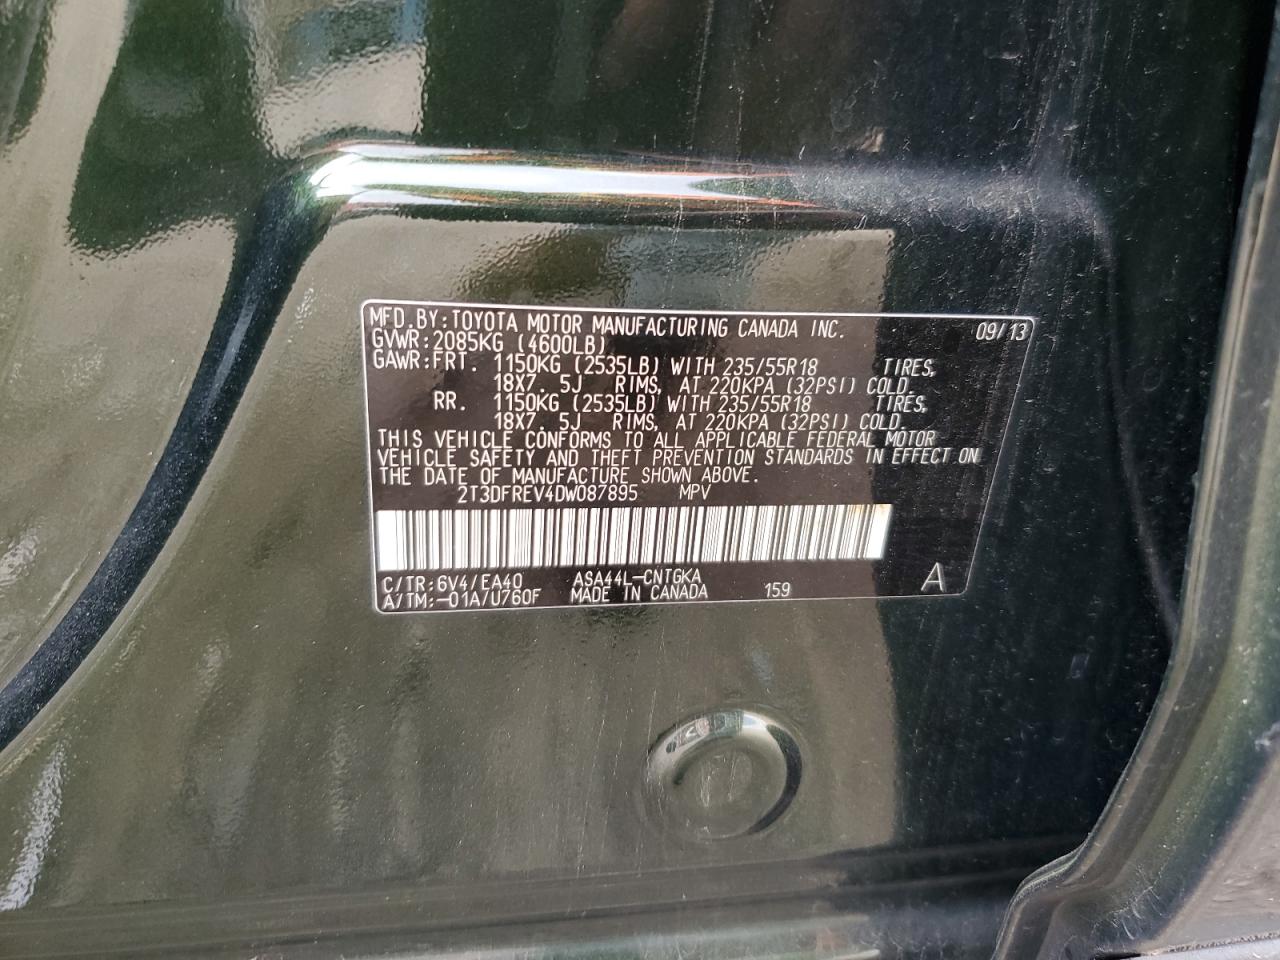 MFD. BY: TOYOTA MOTOR MANUFACTURING CANADA INC. 09/13
GVWR: 2085KG (4600LB)
GAWR: FRT. 1150KG (2535LB) WITH 235/55R18 TIRES,
18X7. 5J RIMS, AT 220KPA (32PSI) COLD.
RR. 1150KG (2535LB) WITH 235/55R18 TIRES,
18X7. 5J RIMS, AT 220KPA (32PSI) COLD.
THIS VEHICLE CONFORMS TO ALL APPLICABLE FEDERAL MOTOR
VEHICLE SAFETY AND THEFT PREVENTION STANDARDS IN EFFECT ON
THE DATE OF MANUFACTURE SHOWN ABOVE.
2T3DFREV4DW087895 MPV
C/TR: 6V4/EA40 ASA44L-CNTGKA
A/TM: -01A/U760F MADE IN CANADA 159 A